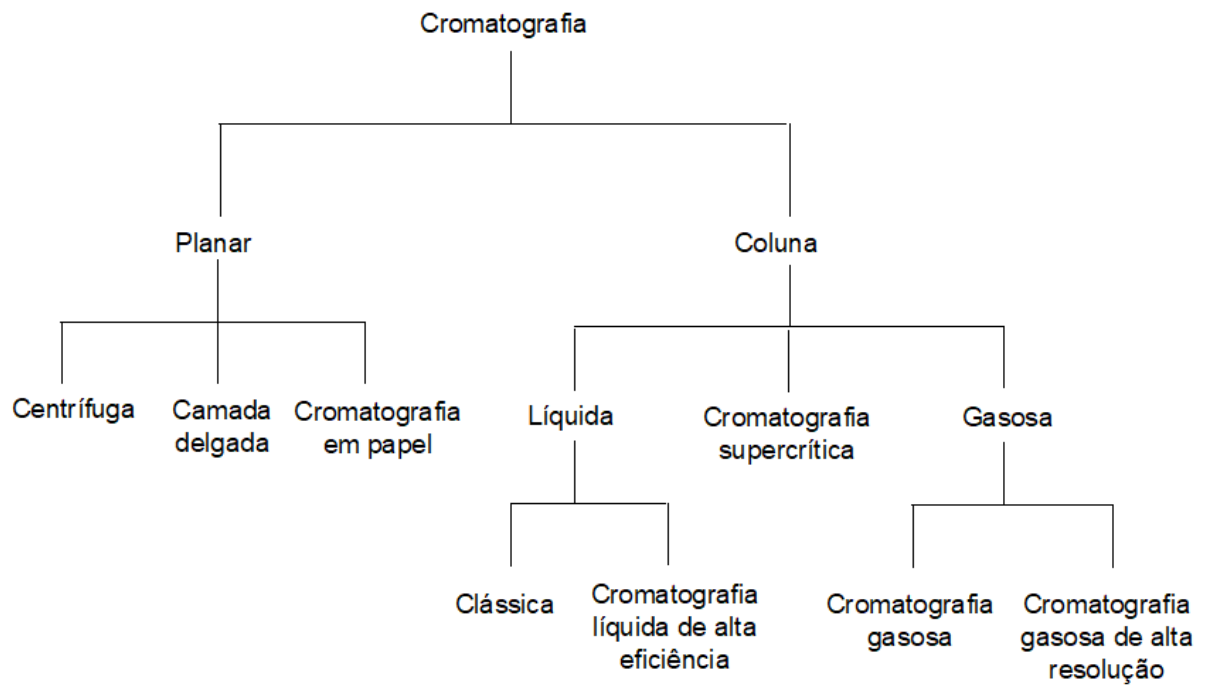 Cromatografia
Planar
Coluna
Centrífuga
Camada
delgada
Cromatografia
em papel
Líquida
Cromatografia
supercrítica
Gasosa
Clássica
Cromatografia
líquida de alta
eficiência
Cromatografia
gasosa
Cromatografia
gasosa de alta
resolução